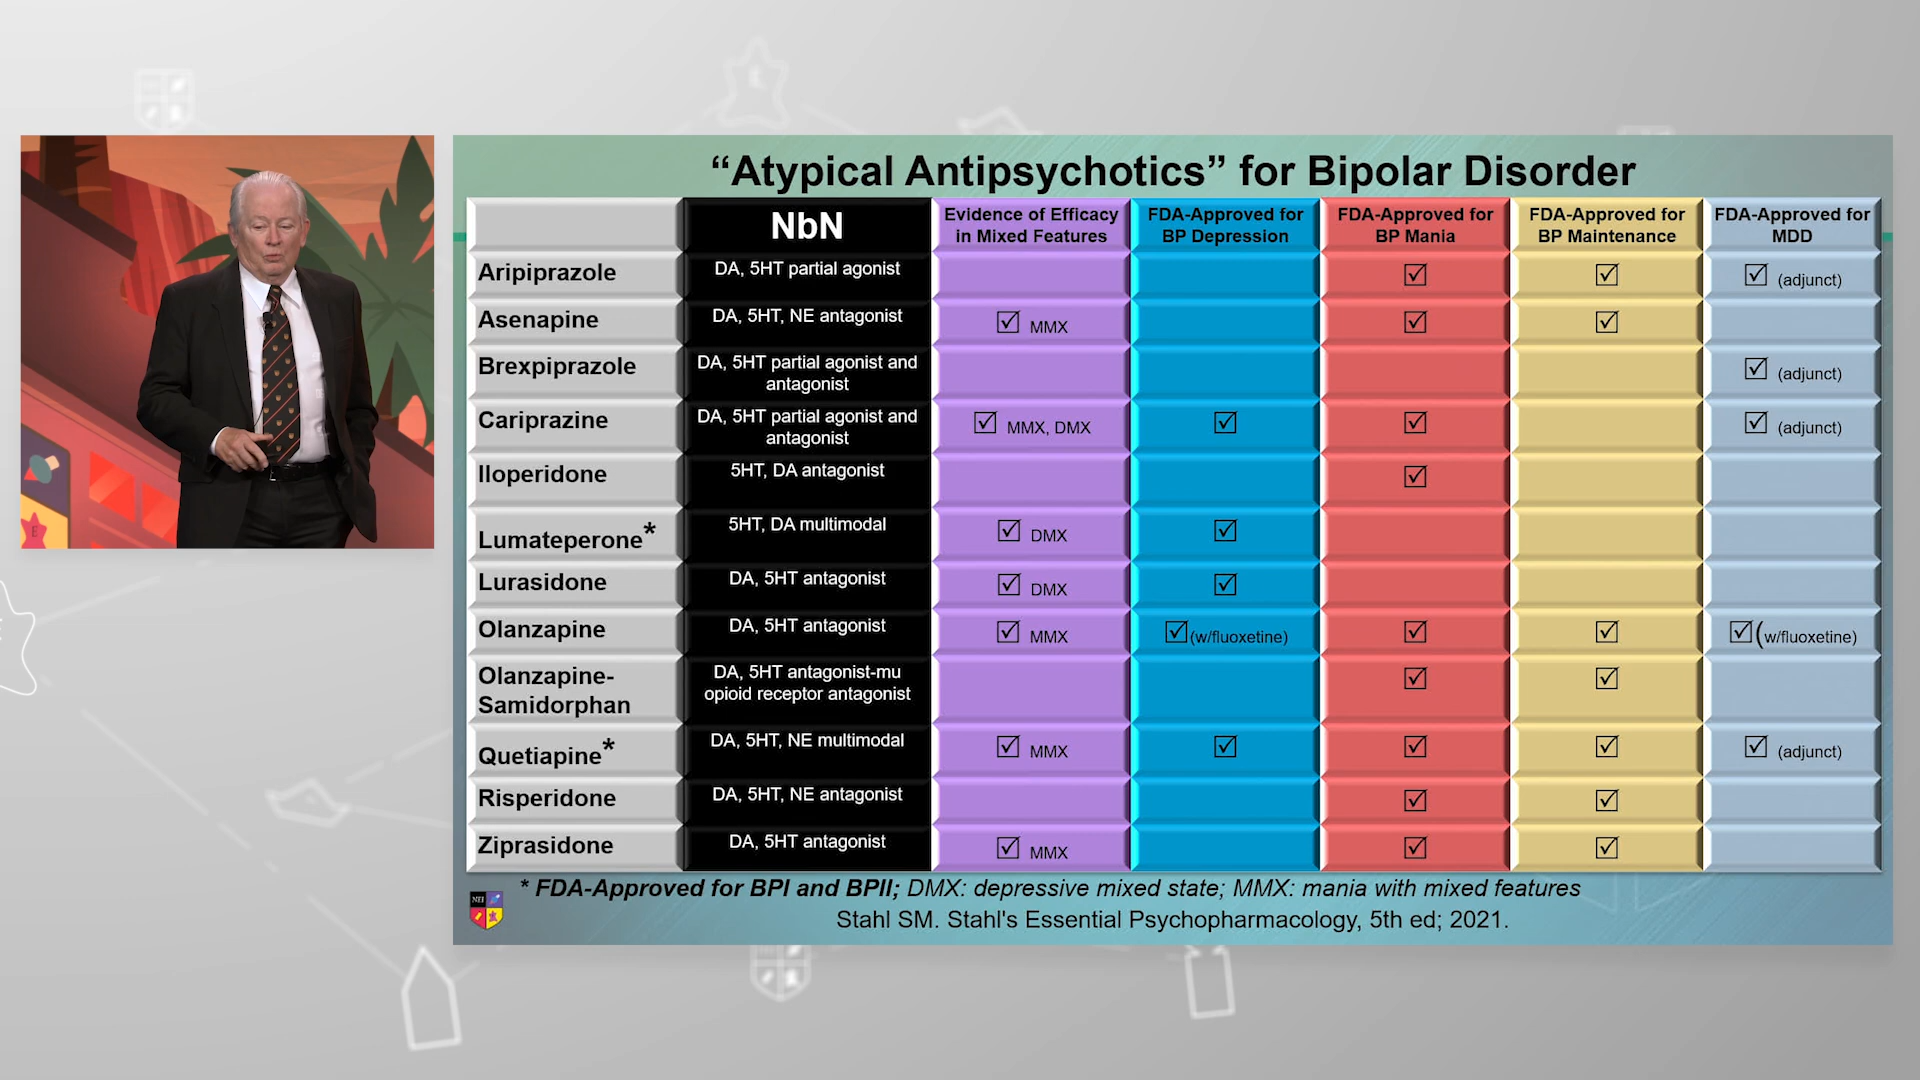 “Atypical Antipsychotics” for Bipolar Disorder
NbN
Evidence of Efficacy
in Mixed Features
FDA-Approved for
BP Depression
FDA-Approved for
BP Mania
FDA-Approved for
BP Maintenance
FDA-Approved for
MDD
Aripiprazole
DA, 5HT partial agonist
☑
☑
☑ (adjunct)
Asenapine
DA, 5HT, NE antagonist
☑ MMX
☑
☑
Brexpiprazole
DA, 5HT partial agonist and
antagonist
☑ (adjunct)
Cariprazine
DA, 5HT partial agonist and
antagonist
☑ MMX, DMX
☑
☑
☑ (adjunct)
Iloperidone
5HT, DA antagonist
☑
Lumateperone*
5HT, DA multimodal
☑ DMX
☑
Lurasidone
DA, 5HT antagonist
☑ DMX
☑
Olanzapine
DA, 5HT antagonist
☑ MMX
☑(w/fluoxetine)
☑
☑
☑(w/fluoxetine)
Olanzapine-
Samidorphan
DA, 5HT antagonist-mu
opioid receptor antagonist
☑
☑
Quetiapine*
DA, 5HT, NE multimodal
☑ MMX
☑
☑
☑
☑ (adjunct)
Risperidone
DA, 5HT, NE antagonist
☑
☑
Ziprasidone
DA, 5HT antagonist
☑ MMX
☑
☑
* FDA-Approved for BPI and BPII; DMX: depressive mixed state; MMX: mania with mixed features
Stahl SM. Stahl's Essential Psychopharmacology, 5th ed; 2021.
NEI
E